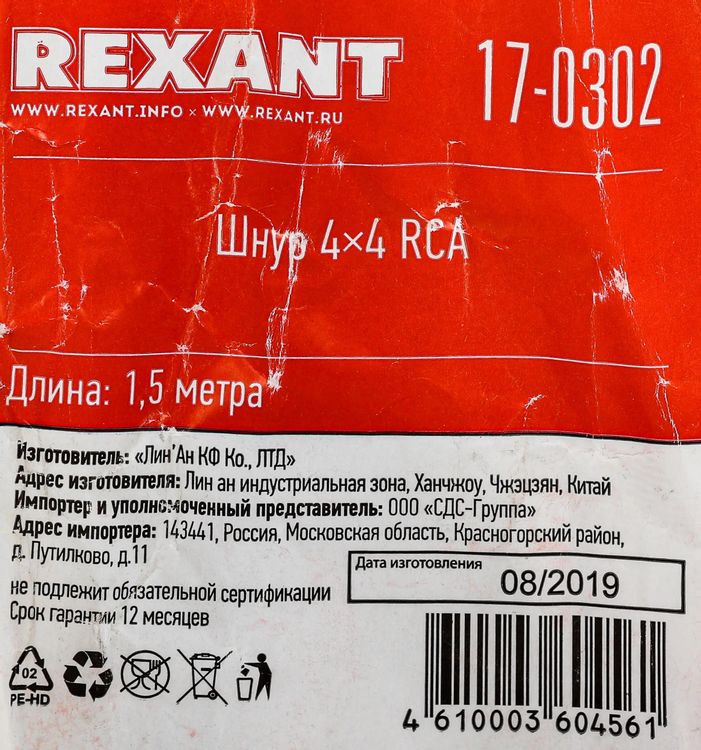 REXANT
17-0302
WWW.REXANT.INFO × WWW.REXANT.RU
Шнур 4×4 RCA
Длина: 1,5 метра
Изготовитель: «Лин'Ан КФ Ко., ЛТД»
Адрес изготовителя: Лин ан индустриальная зона, Ханчжоу, Чжэцзян, Китай
Импортер и уполномоченный представитель: ООО «СДС-Группа»
Адрес импортера: 143441, Россия, Московская область, Красногорский район,
д. Путилково, д.11
Дата изготовления
08/2019
не подлежит обязательной сертификации
Срок гарантии 12 месяцев
02
PE-HD
4 610003 604561